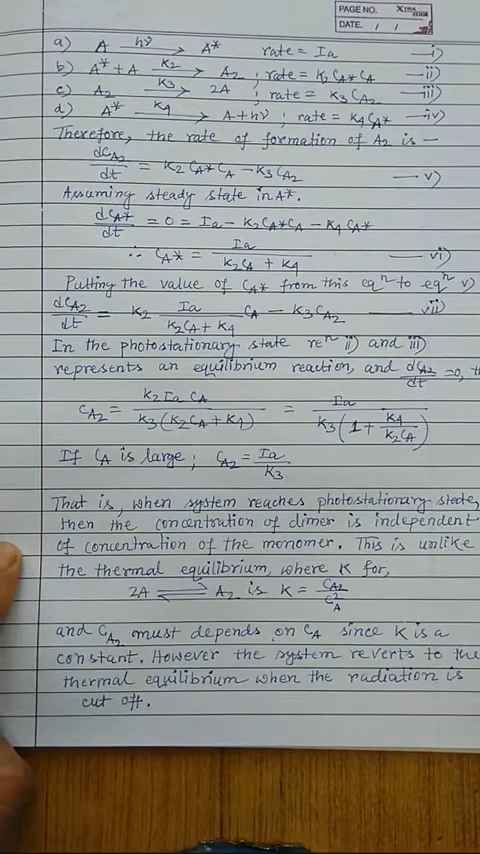 PAGE NO.
DATE. / /
a) A —hν→ A* rate = Ia —i)
b) A* + A —K2→ A2 ; rate = K2 CA* CA —ii)
c) A2 —K3→ 2A ; rate = K3 CA2 —iii)
d) A* —K4→ A + hν ; rate = K4 CA* —iv)
Therefore, the rate of formation of A2 is —
dCA2/dt = K2 CA* CA – K3 CA2 —v)
Assuming steady state in A*.
dCA*/dt = 0 = Ia – K2 CA* CA – K4 CA*
∴ CA* = Ia/(K2CA + K4) —vi)
Putting the value of CA* from this eqn to eqn v)
dCA2/dt = K2 Ia/(K2CA + K4) CA – K3 CA2 —vii)
In the photostationary state rxn ii) and iii)
represents an equilibrium reaction, and dCA2/dt = 0,
CA2 = K2 Ia CA/(K3(K2CA + K4)) = Ia/(K3(1 + K4/(K2CA)))
If CA is large; CA2 = Ia/K3
That is, when system reaches photostationary state,
then the concentration of dimer is independent
of concentration of the monomer. This is unlike
the thermal equilibrium, where K for,
2A ⇌ A2 is K = CA2/C²A
and CA2 must depends on CA since K is a
constant. However the system reverts to the
thermal equilibrium when the radiation is
cut off.